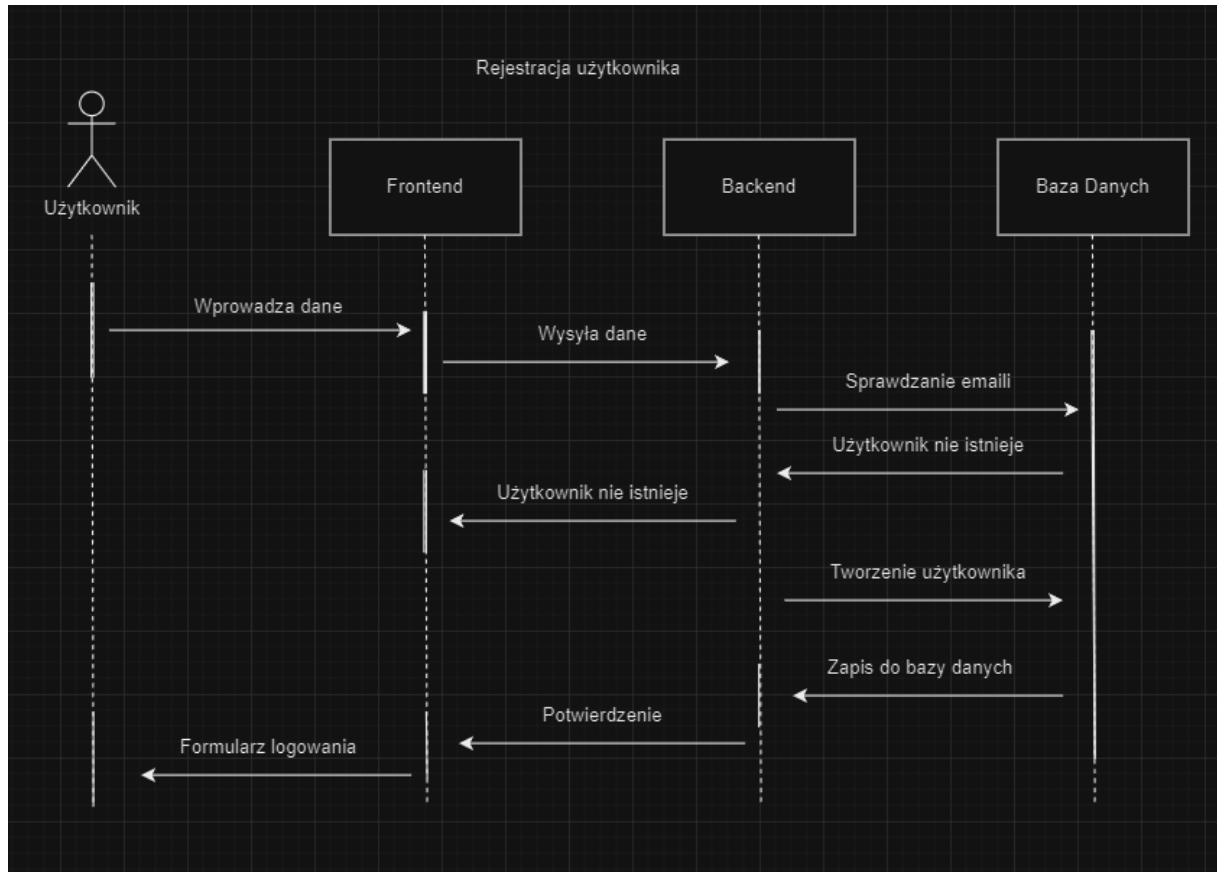 Rejestracja użytkownika
Użytkownik
Frontend
Backend
Baza Danych
Wprowadza dane
Wysyła dane
Sprawdzanie emaili
Użytkownik nie istnieje
Użytkownik nie istnieje
Tworzenie użytkownika
Zapis do bazy danych
Potwierdzenie
Formularz logowania